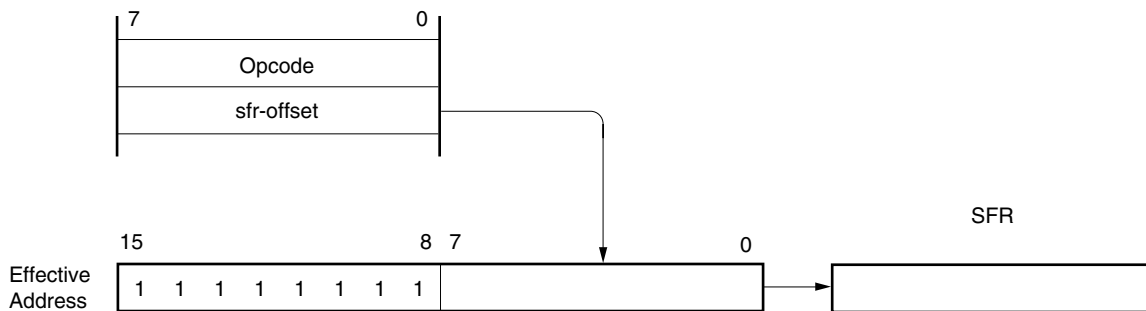 7 0
Opcode
sfr-offset
SFR
15 8 7 0
Effective
Address
1 1 1 1 1 1 1 1